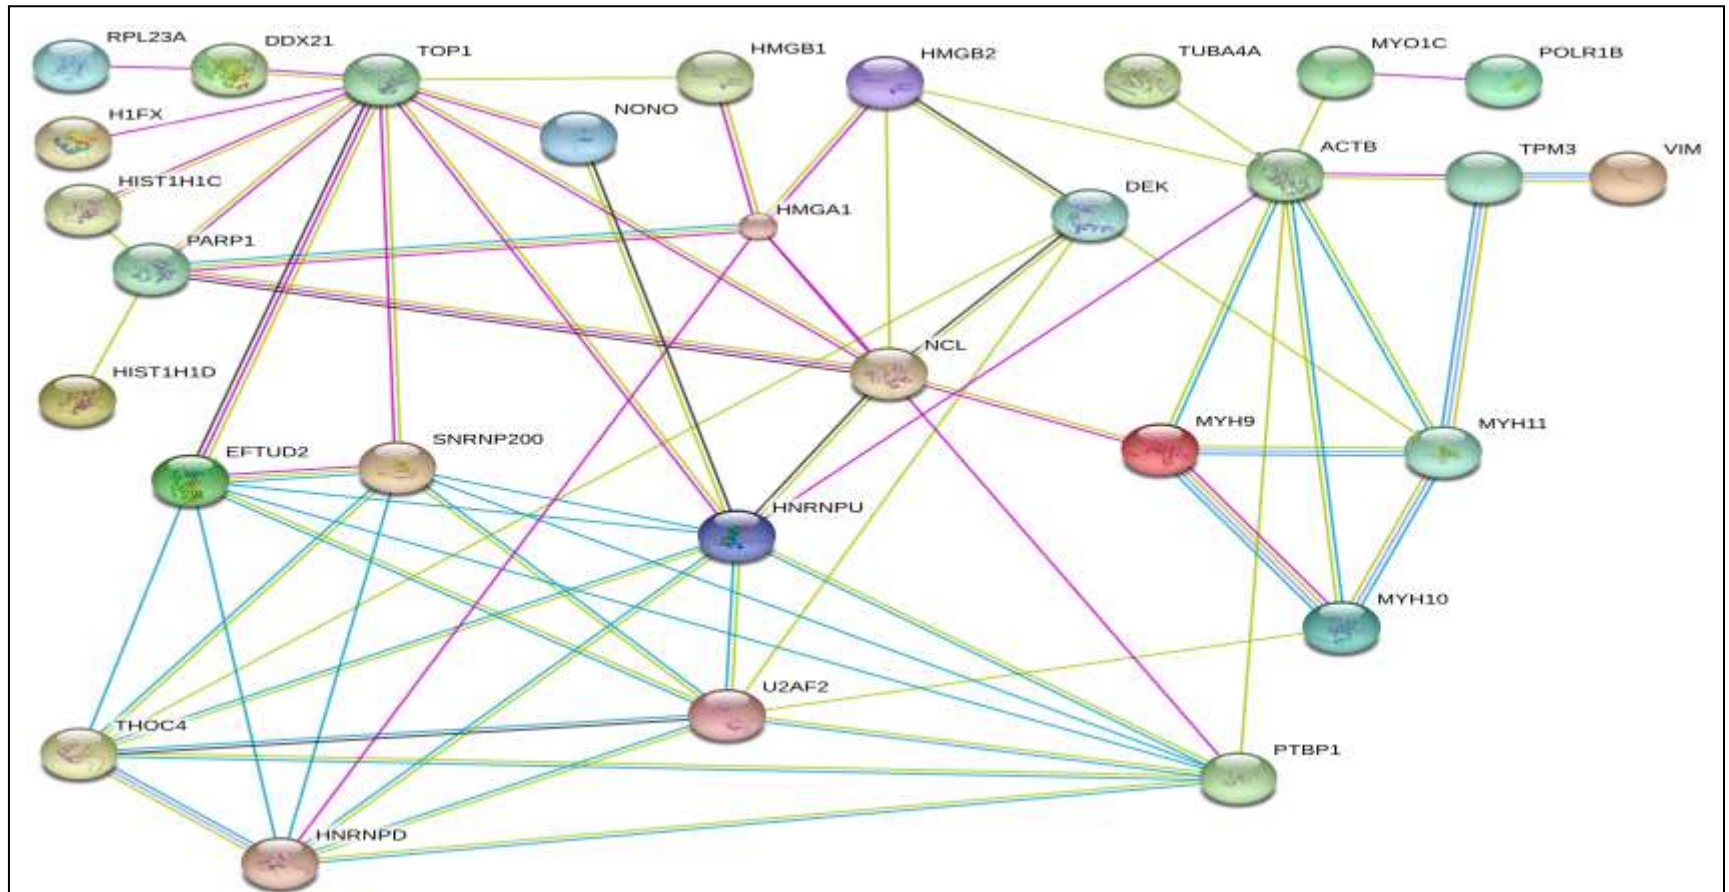 RPL23A
DDX21
TOP1
HMGB1
HMGB2
TUBA4A
MYO1C
POLR1B
H1FX
NONO
ACTB
TPM3
VIM
HIST1H1C
DEK
HMGA1
PARP1
NCL
HIST1H1D
MYH9
MYH11
EFTUD2
SNRNP200
HNRNPU
MYH10
U2AF2
THOC4
PTBP1
HNRNPD